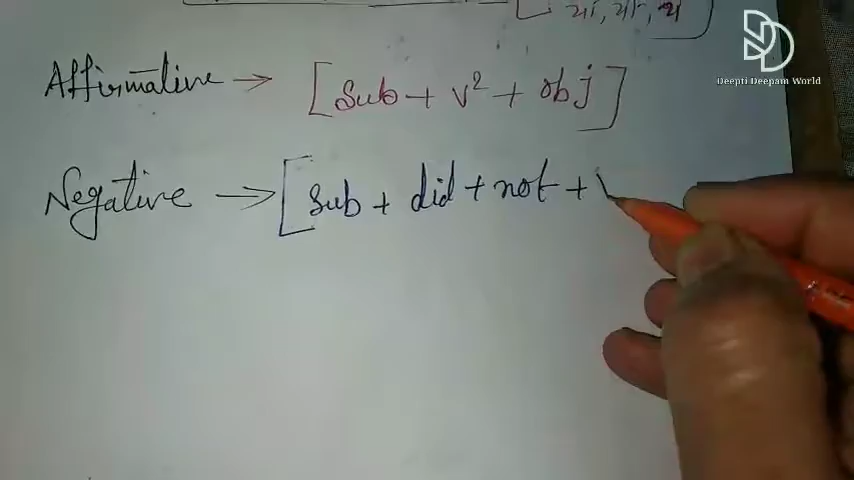 या, यी, य
Affirmative → [Sub + V² + obj]
Negative → [Sub + did + not +
Deepti Deepam World